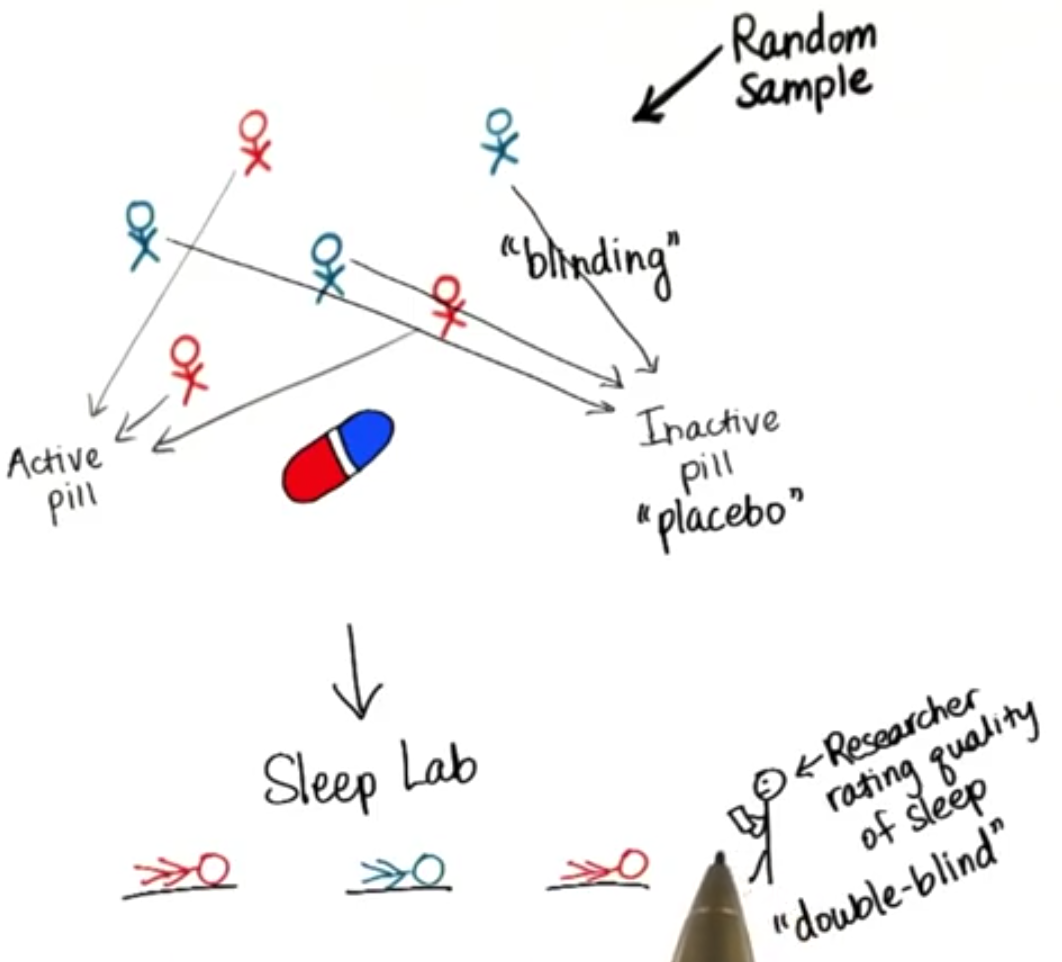 Random
Sample
"blinding"
Active
pill
Inactive
pill
"placebo"
Sleep Lab
←Researcher
rating quality
of sleep
"double-blind"